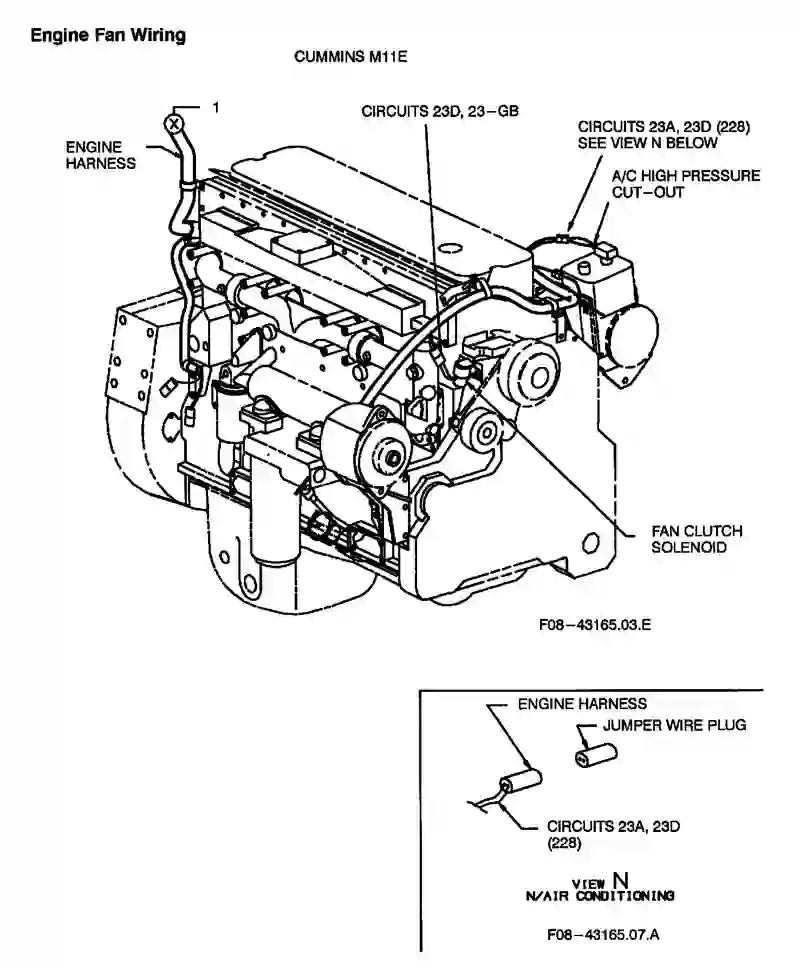 Engine Fan Wiring
CUMMINS M11E
1
CIRCUITS 23D, 23-GB
CIRCUITS 23A, 23D (228)
SEE VIEW N BELOW
ENGINE
HARNESS
A/C HIGH PRESSURE
CUT-OUT
FAN CLUTCH
SOLENOID
F08-43165.03.E
ENGINE HARNESS
JUMPER WIRE PLUG
CIRCUITS 23A, 23D
(228)
VIEW N
N/AIR CONDITIONING
F08-43165.07.A